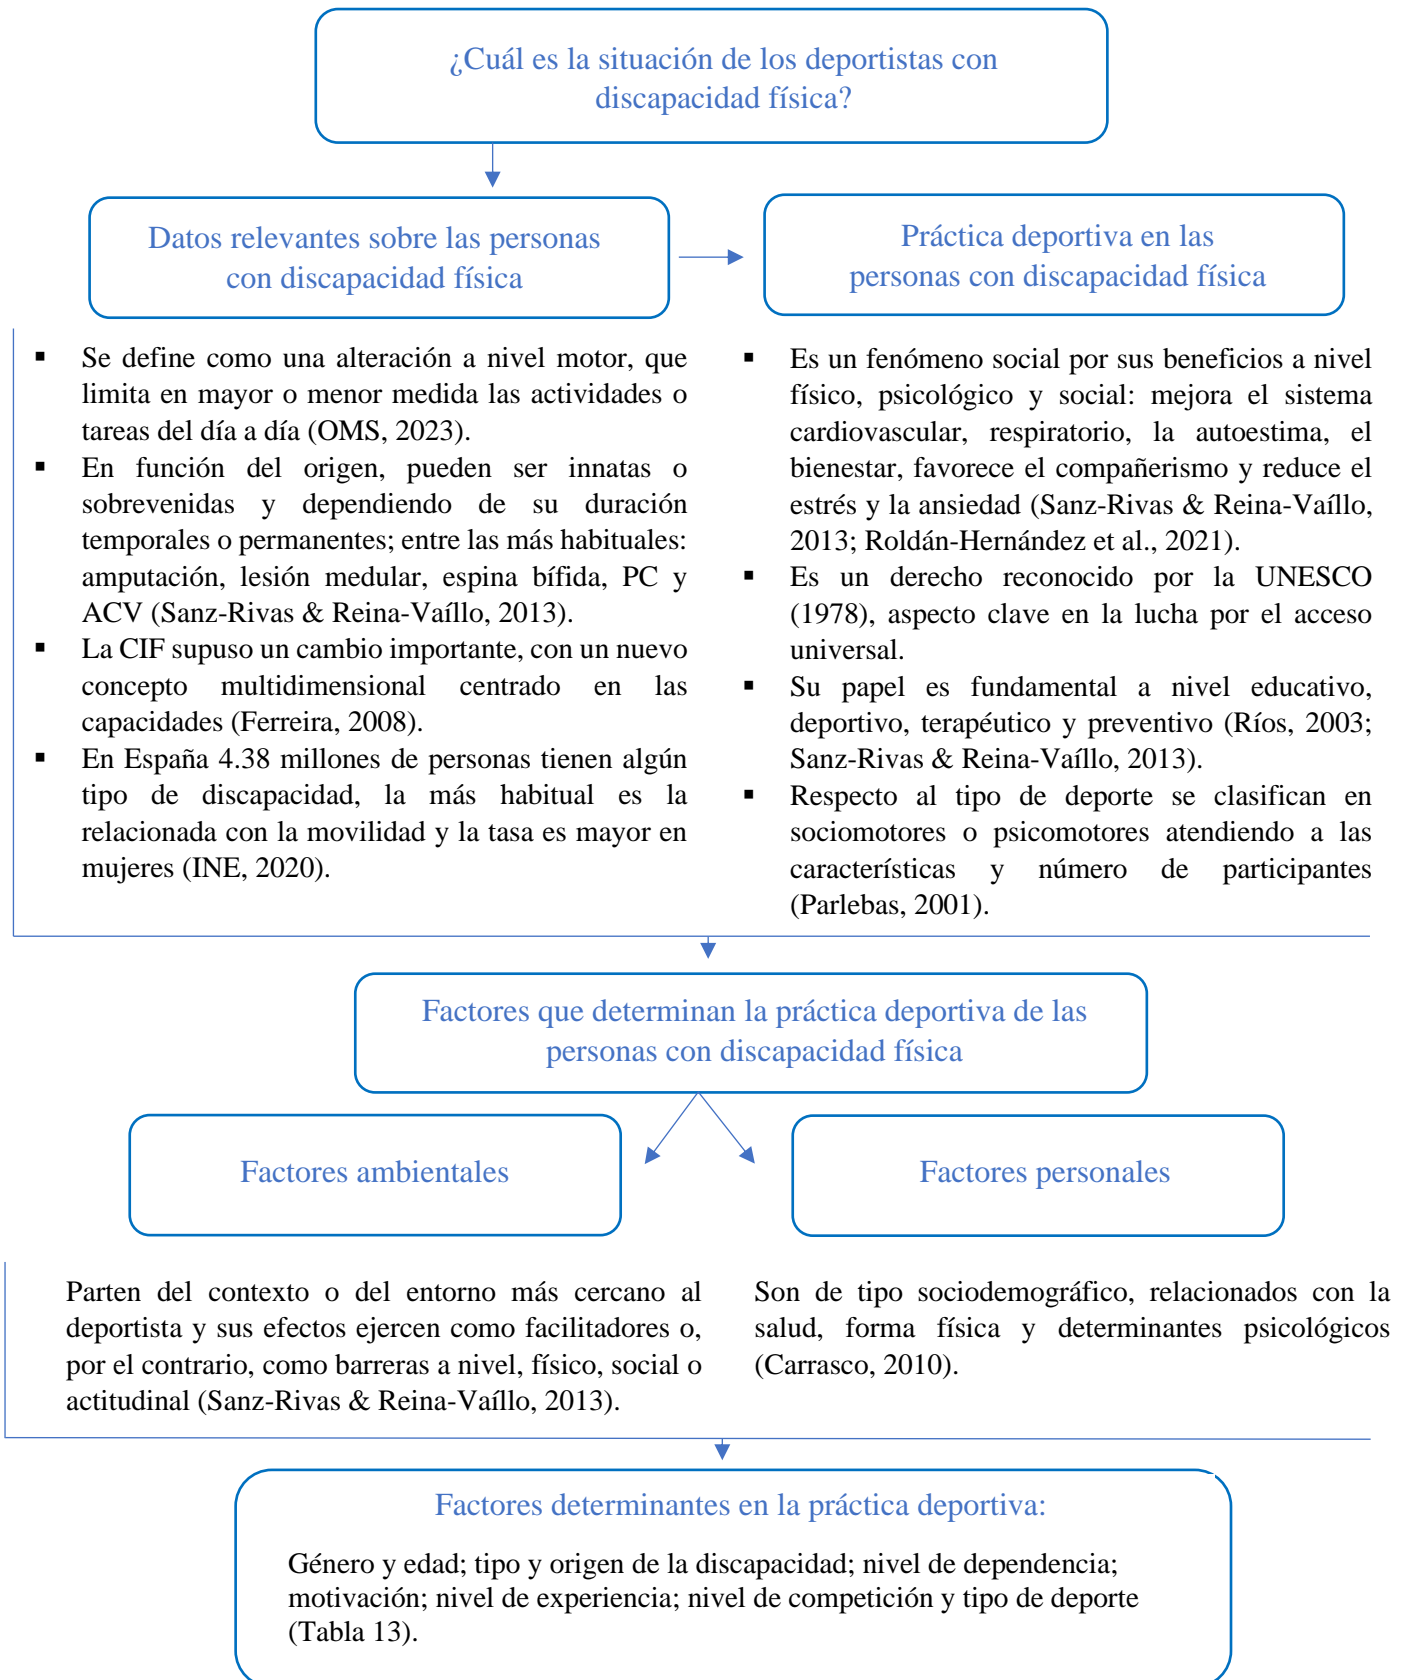 ¿Cuál es la situación de los deportistas con
discapacidad física?
Datos relevantes sobre las personas
con discapacidad física
Práctica deportiva en las
personas con discapacidad física
▪ Se define como una alteración a nivel motor, que
limita en mayor o menor medida las actividades o
tareas del día a día (OMS, 2023).
▪ En función del origen, pueden ser innatas o
sobrevenidas y dependiendo de su duración
temporales o permanentes; entre las más habituales:
amputación, lesión medular, espina bífida, PC y
ACV (Sanz-Rivas & Reina-Vaíllo, 2013).
▪ La CIF supuso un cambio importante, con un nuevo
concepto multidimensional centrado en las
capacidades (Ferreira, 2008).
▪ En España 4.38 millones de personas tienen algún
tipo de discapacidad, la más habitual es la
relacionada con la movilidad y la tasa es mayor en
mujeres (INE, 2020).
▪ Es un fenómeno social por sus beneficios a nivel
físico, psicológico y social: mejora el sistema
cardiovascular, respiratorio, la autoestima, el
bienestar, favorece el compañerismo y reduce el
estrés y la ansiedad (Sanz-Rivas & Reina-Vaíllo,
2013; Roldán-Hernández et al., 2021).
▪ Es un derecho reconocido por la UNESCO
(1978), aspecto clave en la lucha por el acceso
universal.
▪ Su papel es fundamental a nivel educativo,
deportivo, terapéutico y preventivo (Ríos, 2003;
Sanz-Rivas & Reina-Vaíllo, 2013).
▪ Respecto al tipo de deporte se clasifican en
sociomotores o psicomotores atendiendo a las
características y número de participantes
(Parlebas, 2001).
Factores que determinan la práctica deportiva de las
personas con discapacidad física
Factores ambientales
Factores personales
Parten del contexto o del entorno más cercano al
deportista y sus efectos ejercen como facilitadores o,
por el contrario, como barreras a nivel, físico, social o
actitudinal (Sanz-Rivas & Reina-Vaíllo, 2013).
Son de tipo sociodemográfico, relacionados con la
salud, forma física y determinantes psicológicos
(Carrasco, 2010).
Factores determinantes en la práctica deportiva:
Género y edad; tipo y origen de la discapacidad; nivel de dependencia;
motivación; nivel de experiencia; nivel de competición y tipo de deporte
(Tabla 13).